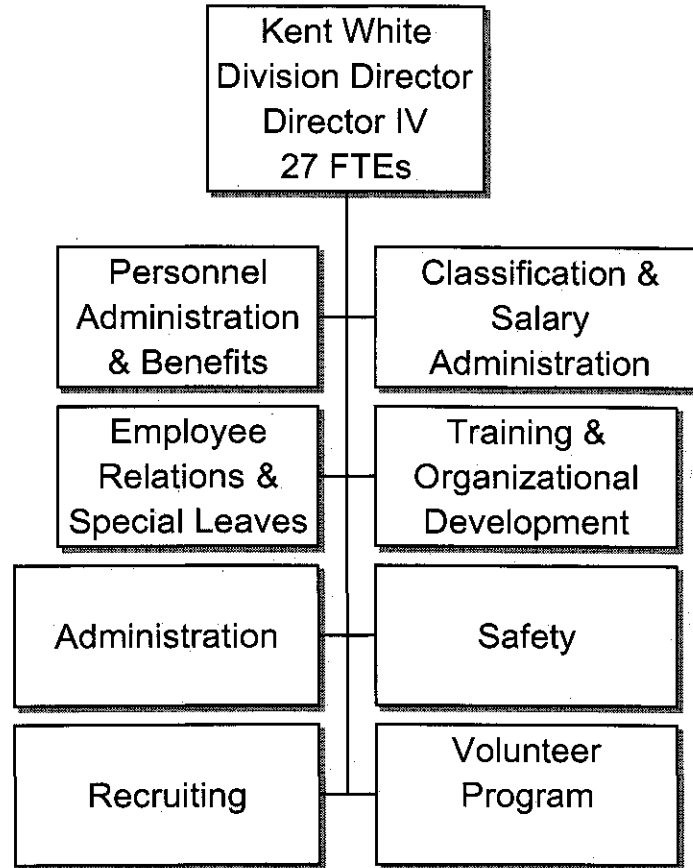 Kent White
Division Director
Director IV
27 FTEs
Personnel
Administration
& Benefits
Classification &
Salary
Administration
Employee
Relations &
Special Leaves
Training &
Organizational
Development
Administration
Safety
Recruiting
Volunteer
Program